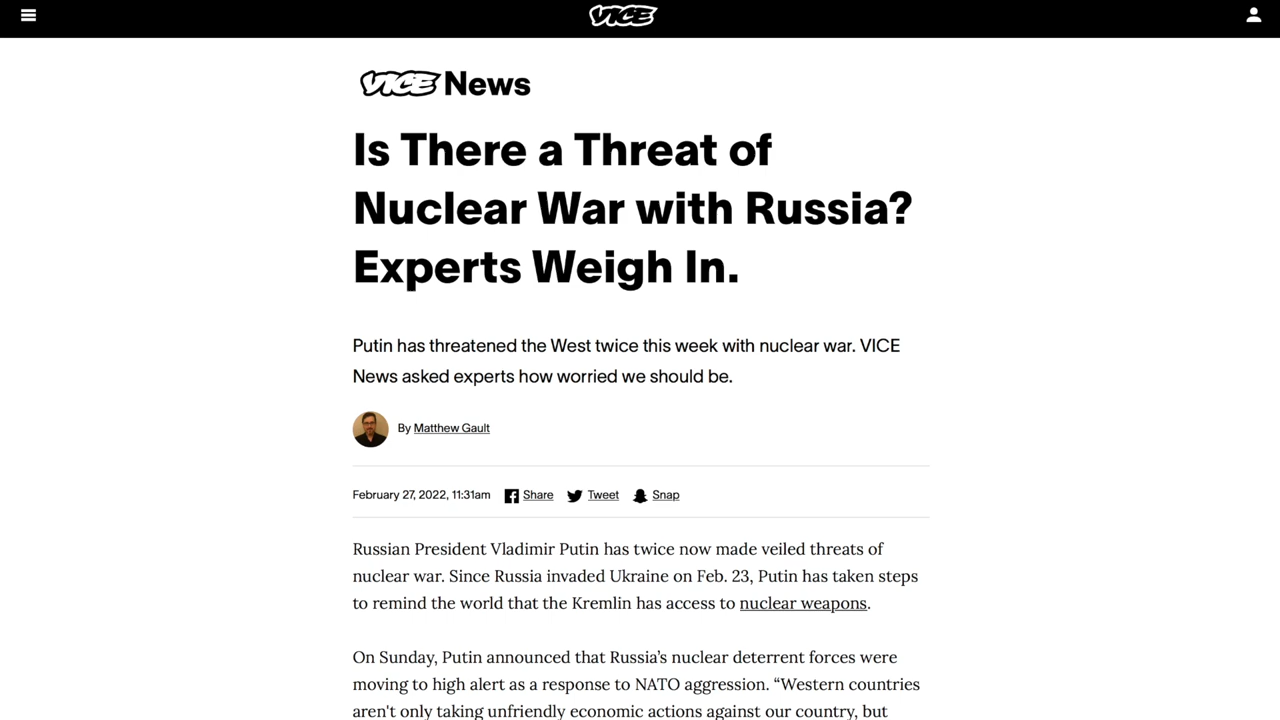 VICE
VICE News
Is There a Threat of
Nuclear War with Russia?
Experts Weigh In.
Putin has threatened the West twice this week with nuclear war. VICE
News asked experts how worried we should be.
By Matthew Gault
February 27, 2022, 11:31am Share Tweet Snap
Russian President Vladimir Putin has twice now made veiled threats of
nuclear war. Since Russia invaded Ukraine on Feb. 23, Putin has taken steps
to remind the world that the Kremlin has access to nuclear weapons.
On Sunday, Putin announced that Russia’s nuclear deterrent forces were
moving to high alert as a response to NATO aggression. “Western countries
aren't only taking unfriendly economic actions against our country, but